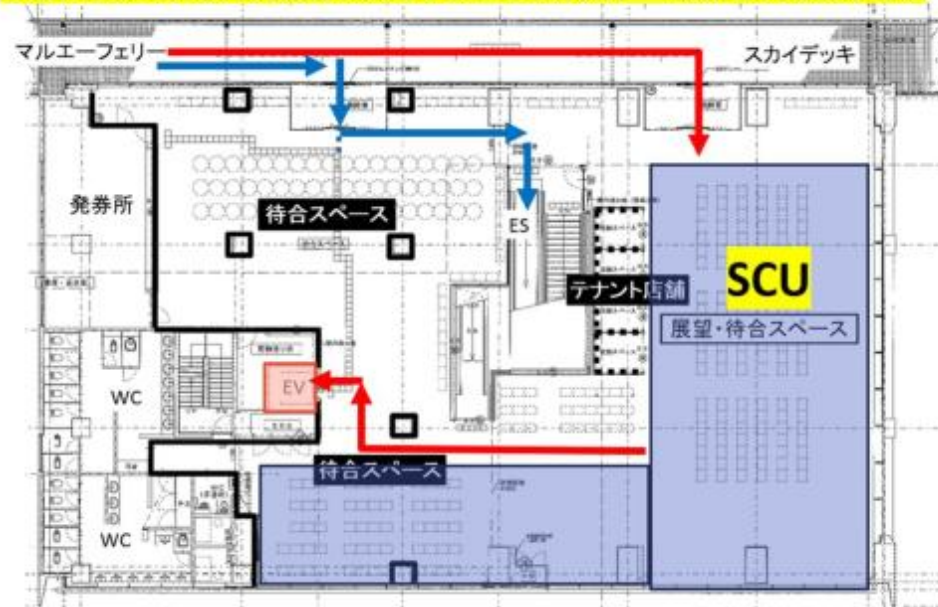 マルエーフェリー
スカイデッキ
発券所
待合スペース
ES
テナント店舗
SCU
展望・待合スペース
EV
WC
待合スペース
WC